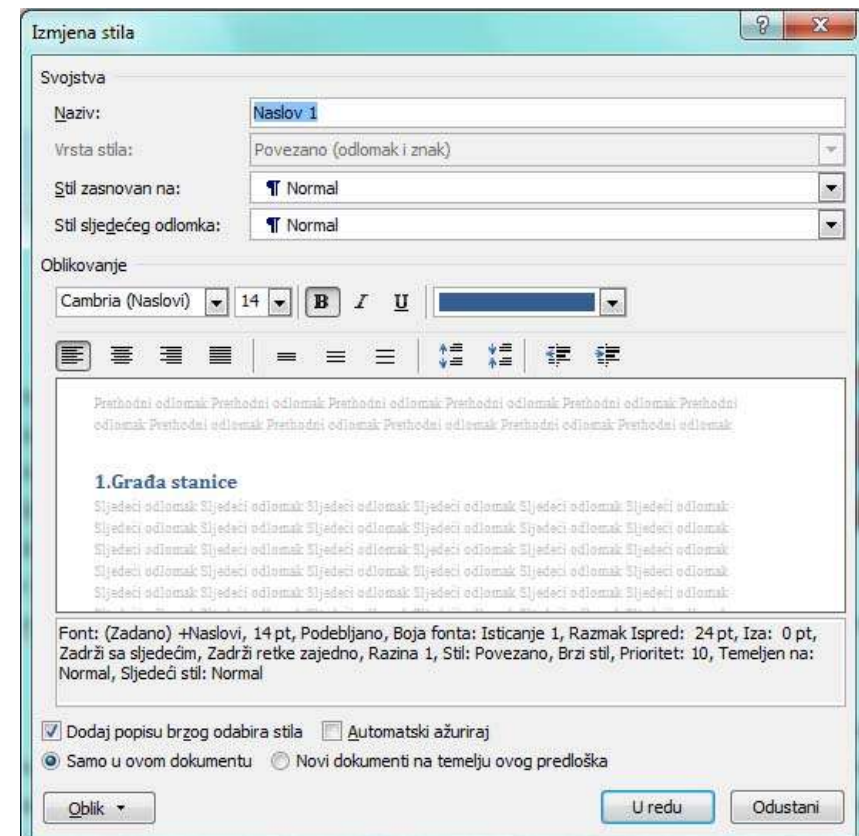 Izmjena stila
Svojstva
Naziv: Naslov 1
Vrsta stila: Povezano (odlomak i znak)
Stil zasnovan na: ¶ Normal
Stil sljedećeg odlomka: ¶ Normal
Oblikovanje
Cambria (Naslovi) 14 B I U
Prethodni odlomak Prethodni odlomak Prethodni odlomak Prethodni odlomak Prethodni odlomak Prethodni
odlomak Prethodni odlomak Prethodni odlomak Prethodni odlomak Prethodni odlomak Prethodni odlomak
1.Građa stanice
Sljedeći odlomak Sljedeći odlomak Sljedeći odlomak Sljedeći odlomak Sljedeći odlomak Sljedeći odlomak
Sljedeći odlomak Sljedeći odlomak Sljedeći odlomak Sljedeći odlomak Sljedeći odlomak Sljedeći odlomak
Sljedeći odlomak Sljedeći odlomak Sljedeći odlomak Sljedeći odlomak Sljedeći odlomak Sljedeći odlomak
Sljedeći odlomak Sljedeći odlomak Sljedeći odlomak Sljedeći odlomak Sljedeći odlomak Sljedeći odlomak
Sljedeći odlomak Sljedeći odlomak Sljedeći odlomak Sljedeći odlomak Sljedeći odlomak Sljedeći odlomak
Font: (Zadano) +Naslovi, 14 pt, Podebljano, Boja fonta: Isticanje 1, Razmak Ispred: 24 pt, Iza: 0 pt,
Zadrži sa sljedećim, Zadrži retke zajedno, Razina 1, Stil: Povezano, Brzi stil, Prioritet: 10, Temeljen na:
Normal, Sljedeći stil: Normal
Dodaj popisu brzog odabira stila Automatski ažuriraj
Samo u ovom dokumentu Novi dokumenti na temelju ovog predloška
Oblik U redu Odustani